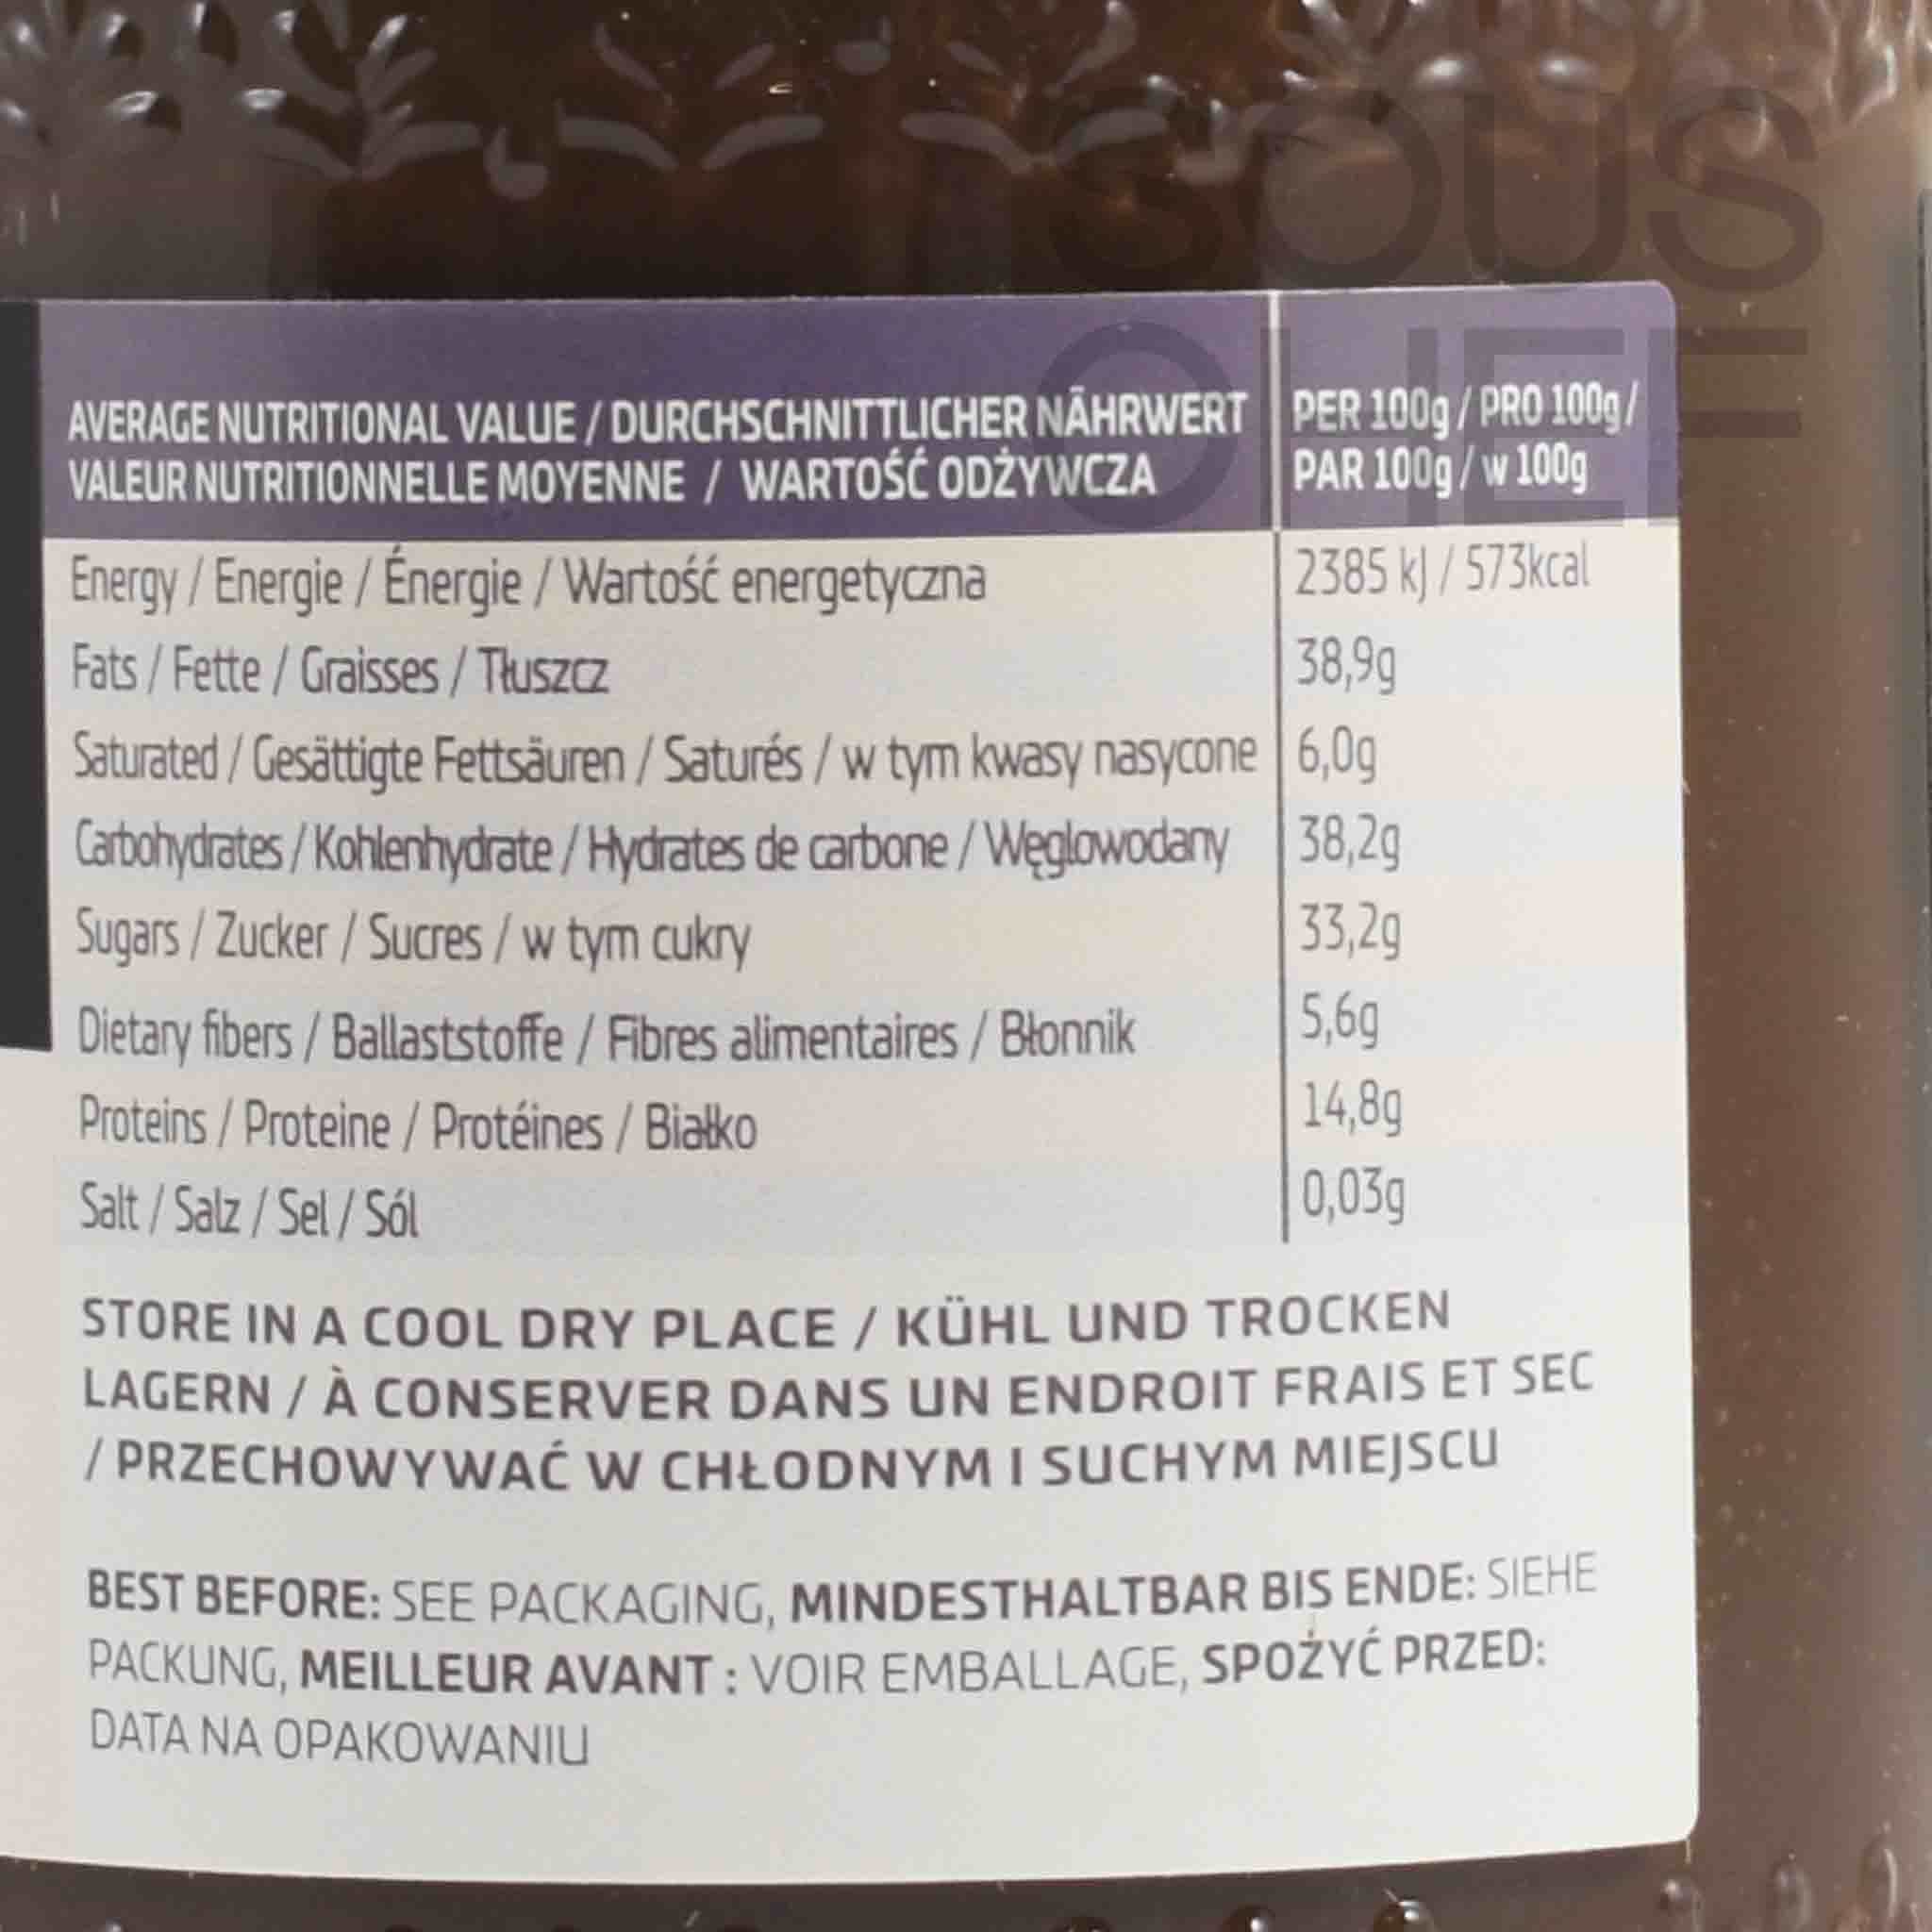 SOUS
CHEF
AVERAGE NUTRITIONAL VALUE / DURCHSCHNITTLICHER NÄHRWERT
VALEUR NUTRITIONNELLE MOYENNE / WARTOŚĆ ODŻYWCZA
PER 100g / PRO 100g /
PAR 100g / w 100g
Energy / Energie / Énergie / Wartość energetyczna 2385 kJ / 573kcal
Fats / Fette / Graisses / Tłuszcz 38,9g
Saturated / Gesättigte Fettsäuren / Saturés / w tym kwasy nasycone 6,0g
Carbohydrates / Kohlenhydrate / Hydrates de carbone / Węglowodany 38,2g
Sugars / Zucker / Sucres / w tym cukry 33,2g
Dietary fibers / Ballaststoffe / Fibres alimentaires / Błonnik 5,6g
Proteins / Proteine / Protéines / Białko 14,8g
Salt / Salz / Sel / Sól 0,03g
STORE IN A COOL DRY PLACE / KÜHL UND TROCKEN
LAGERN / À CONSERVER DANS UN ENDROIT FRAIS ET SEC
/ PRZECHOWYWAĆ W CHŁODNYM I SUCHYM MIEJSCU
BEST BEFORE: SEE PACKAGING, MINDESTHALTBAR BIS ENDE: SIEHE
PACKUNG, MEILLEUR AVANT : VOIR EMBALLAGE, SPOŻYĆ PRZED:
DATA NA OPAKOWANIU